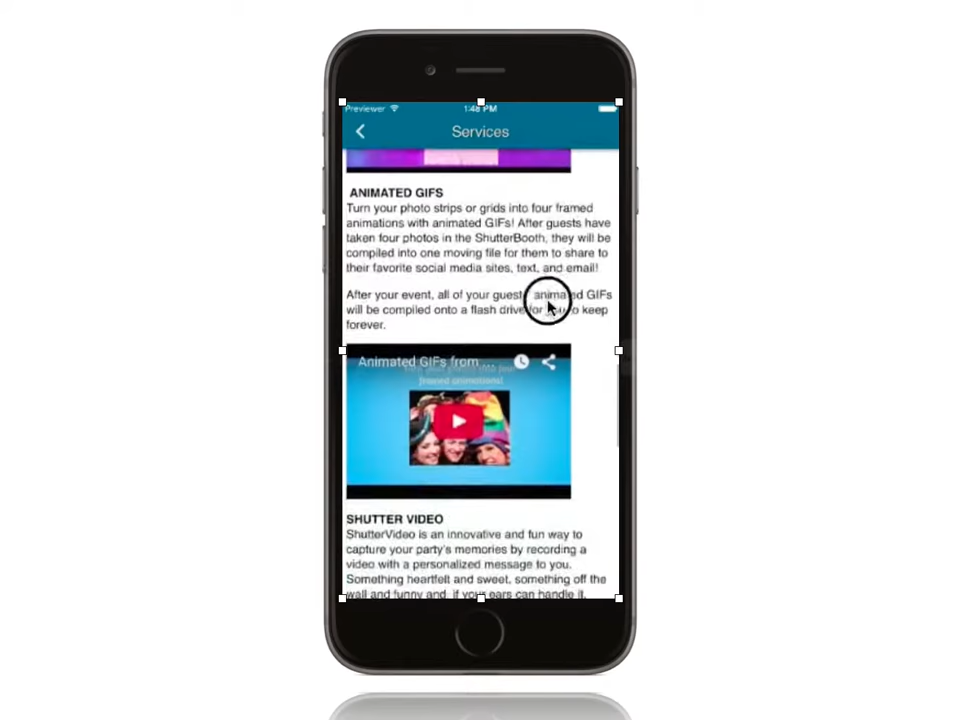 Previewer 1:48 PM
Services
ANIMATED GIFS
Turn your photo strips or grids into four framed
animations with animated GIFs! After guests have
taken four photos in the ShutterBooth, they will be
compiled into one moving file for them to share to
their favorite social media sites, text, and email!
After your event, all of your guest animated GIFs
will be compiled onto a flash drive for you to keep
forever.
Animated GIFs from ...
framed animations!
SHUTTER VIDEO
ShutterVideo is an innovative and fun way to
capture your party's memories by recording a
video with a personalized message to you.
Something heartfelt and sweet, something off the
wall and funny and, if your ears can handle it,